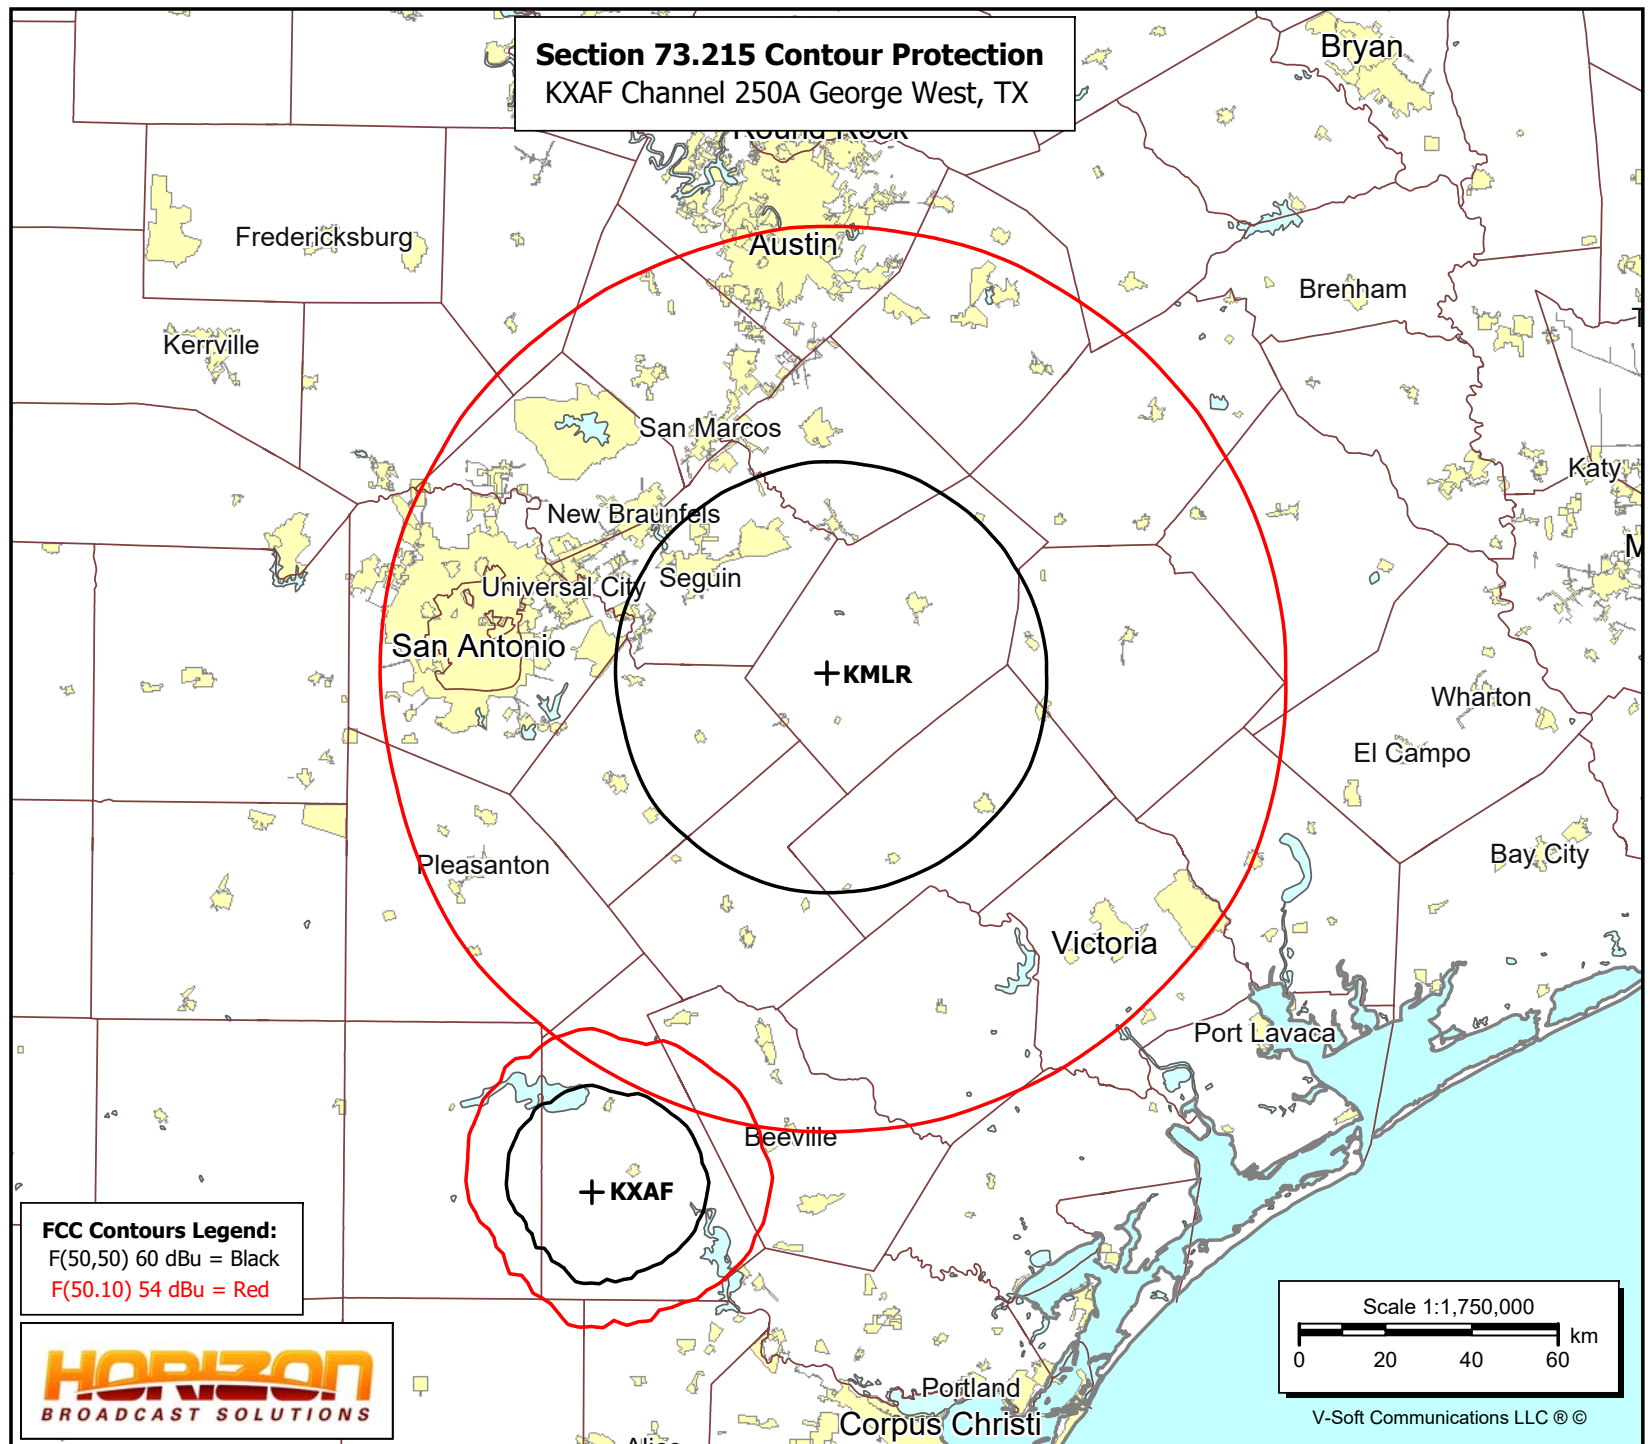 Section 73.215 Contour Protection
KXAF Channel 250A George West, TX
Bryan
Round Rock
Fredericksburg
Austin
Brenham
Kerrville
San Marcos
Katy
New Braunfels
M
Universal City
Seguin
San Antonio
KMLR
Wharton
El Campo
Pleasanton
Bay City
Victoria
Port Lavaca
Beeville
KXAF
FCC Contours Legend:
F(50,50) 60 dBu = Black
F(50.10) 54 dBu = Red
Scale 1:1,750,000
km
0 20 40 60
HORIZON
BROADCAST SOLUTIONS
Portland
Corpus Christi
V-Soft Communications LLC ® ©
Alice